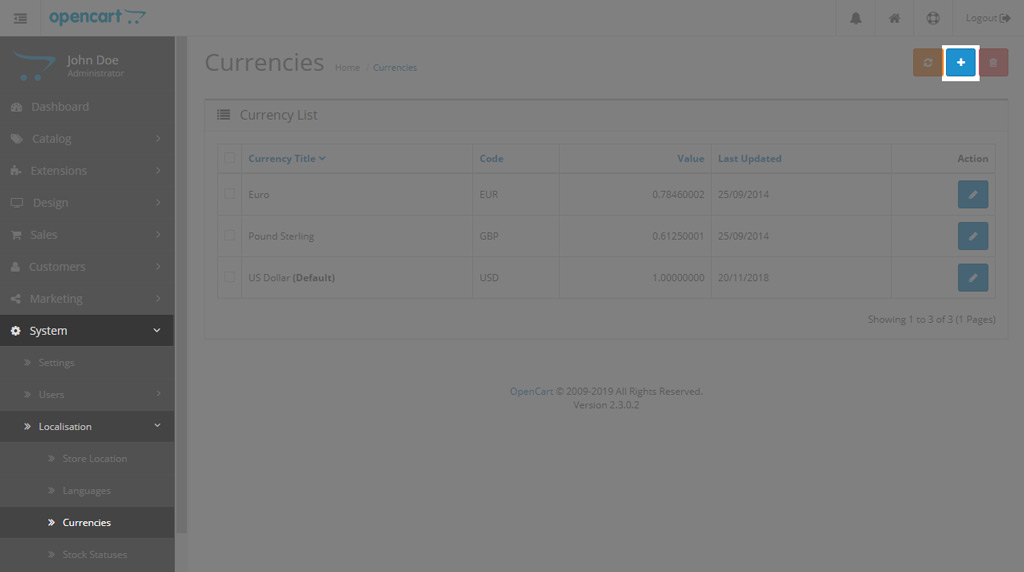 opencart
Logout
John Doe
Administrator
Dashboard
Catalog
Extensions
Design
Sales
Customers
Marketing
System
Settings
Users
Localisation
Store Location
Languages
Currencies
Stock Statuses
Currencies Home / Currencies
Currency List
Currency Title Code Value Last Updated Action
Euro EUR 0.78460002 25/09/2014
Pound Sterling GBP 0.61250001 25/09/2014
US Dollar (Default) USD 1.00000000 20/11/2018
Showing 1 to 3 of 3 (1 Pages)
OpenCart © 2009-2019 All Rights Reserved.
Version 2.3.0.2